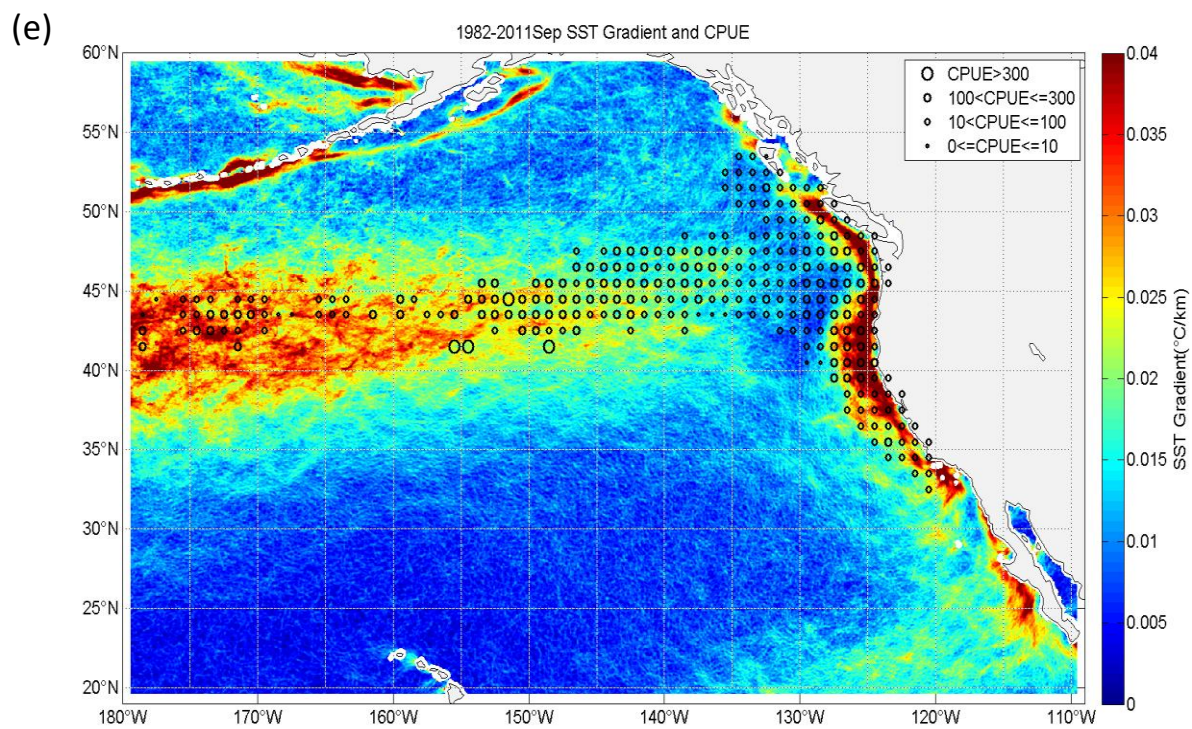 (e)
1982-2011Sep SST Gradient and CPUE
60°N
55°N
50°N
45°N
40°N
35°N
30°N
25°N
20°N
180°W 170°W 160°W 150°W 140°W 130°W 120°W 110°W
CPUE>300
100<CPUE<=300
10<CPUE<=100
0<=CPUE<=10
0.04
0.035
0.03
0.025
0.02
0.015
0.01
0.005
0
SST Gradient(°C/km)